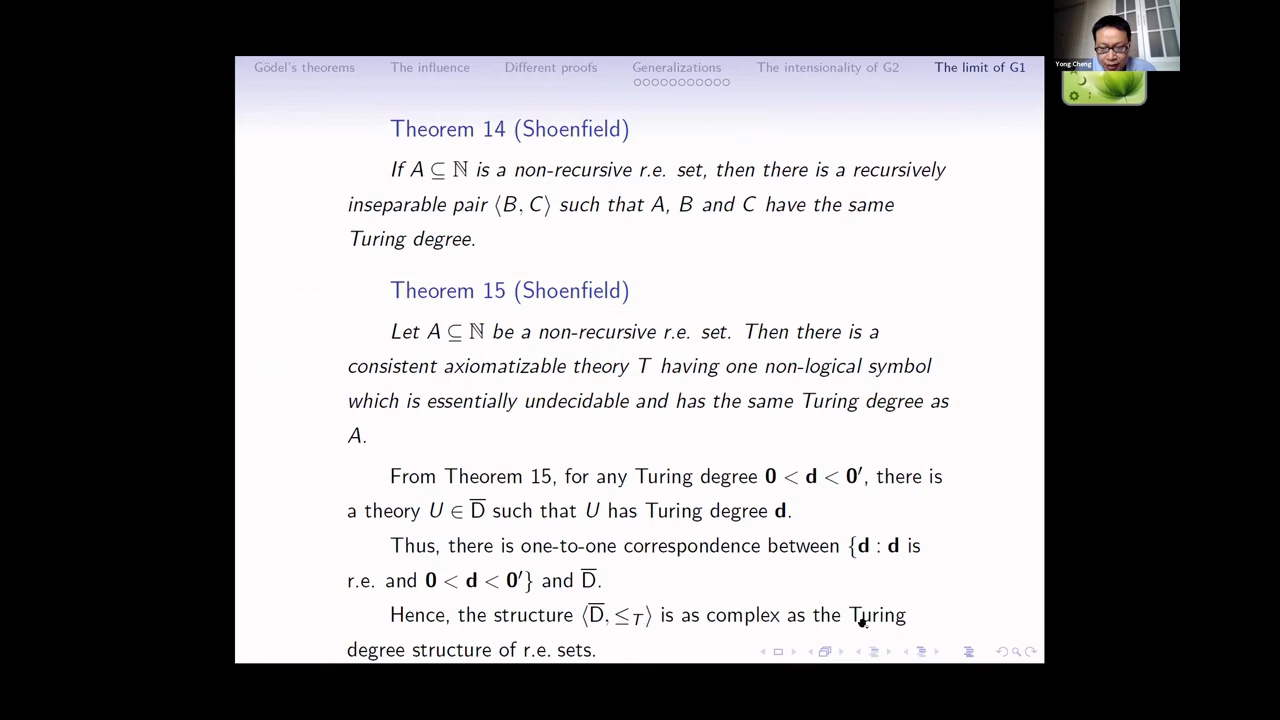 Gödel's theorems The influence Different proofs Generalizations The intensionality of G2 The limit of G1
Yong Cheng
Theorem 14 (Shoenfield)
If A ⊆ ℕ is a non-recursive r.e. set, then there is a recursively
inseparable pair ⟨B, C⟩ such that A, B and C have the same
Turing degree.
Theorem 15 (Shoenfield)
Let A ⊆ ℕ be a non-recursive r.e. set. Then there is a
consistent axiomatizable theory T having one non-logical symbol
which is essentially undecidable and has the same Turing degree as
A.
From Theorem 15, for any Turing degree 𝟎 < 𝐝 < 𝟎′, there is
a theory U ∈ D̅ such that U has Turing degree 𝐝.
Thus, there is one-to-one correspondence between {𝐝 : 𝐝 is
r.e. and 𝟎 < 𝐝 < 𝟎′} and D̅.
Hence, the structure ⟨D̅, ≤_T⟩ is as complex as the Turing
degree structure of r.e. sets.